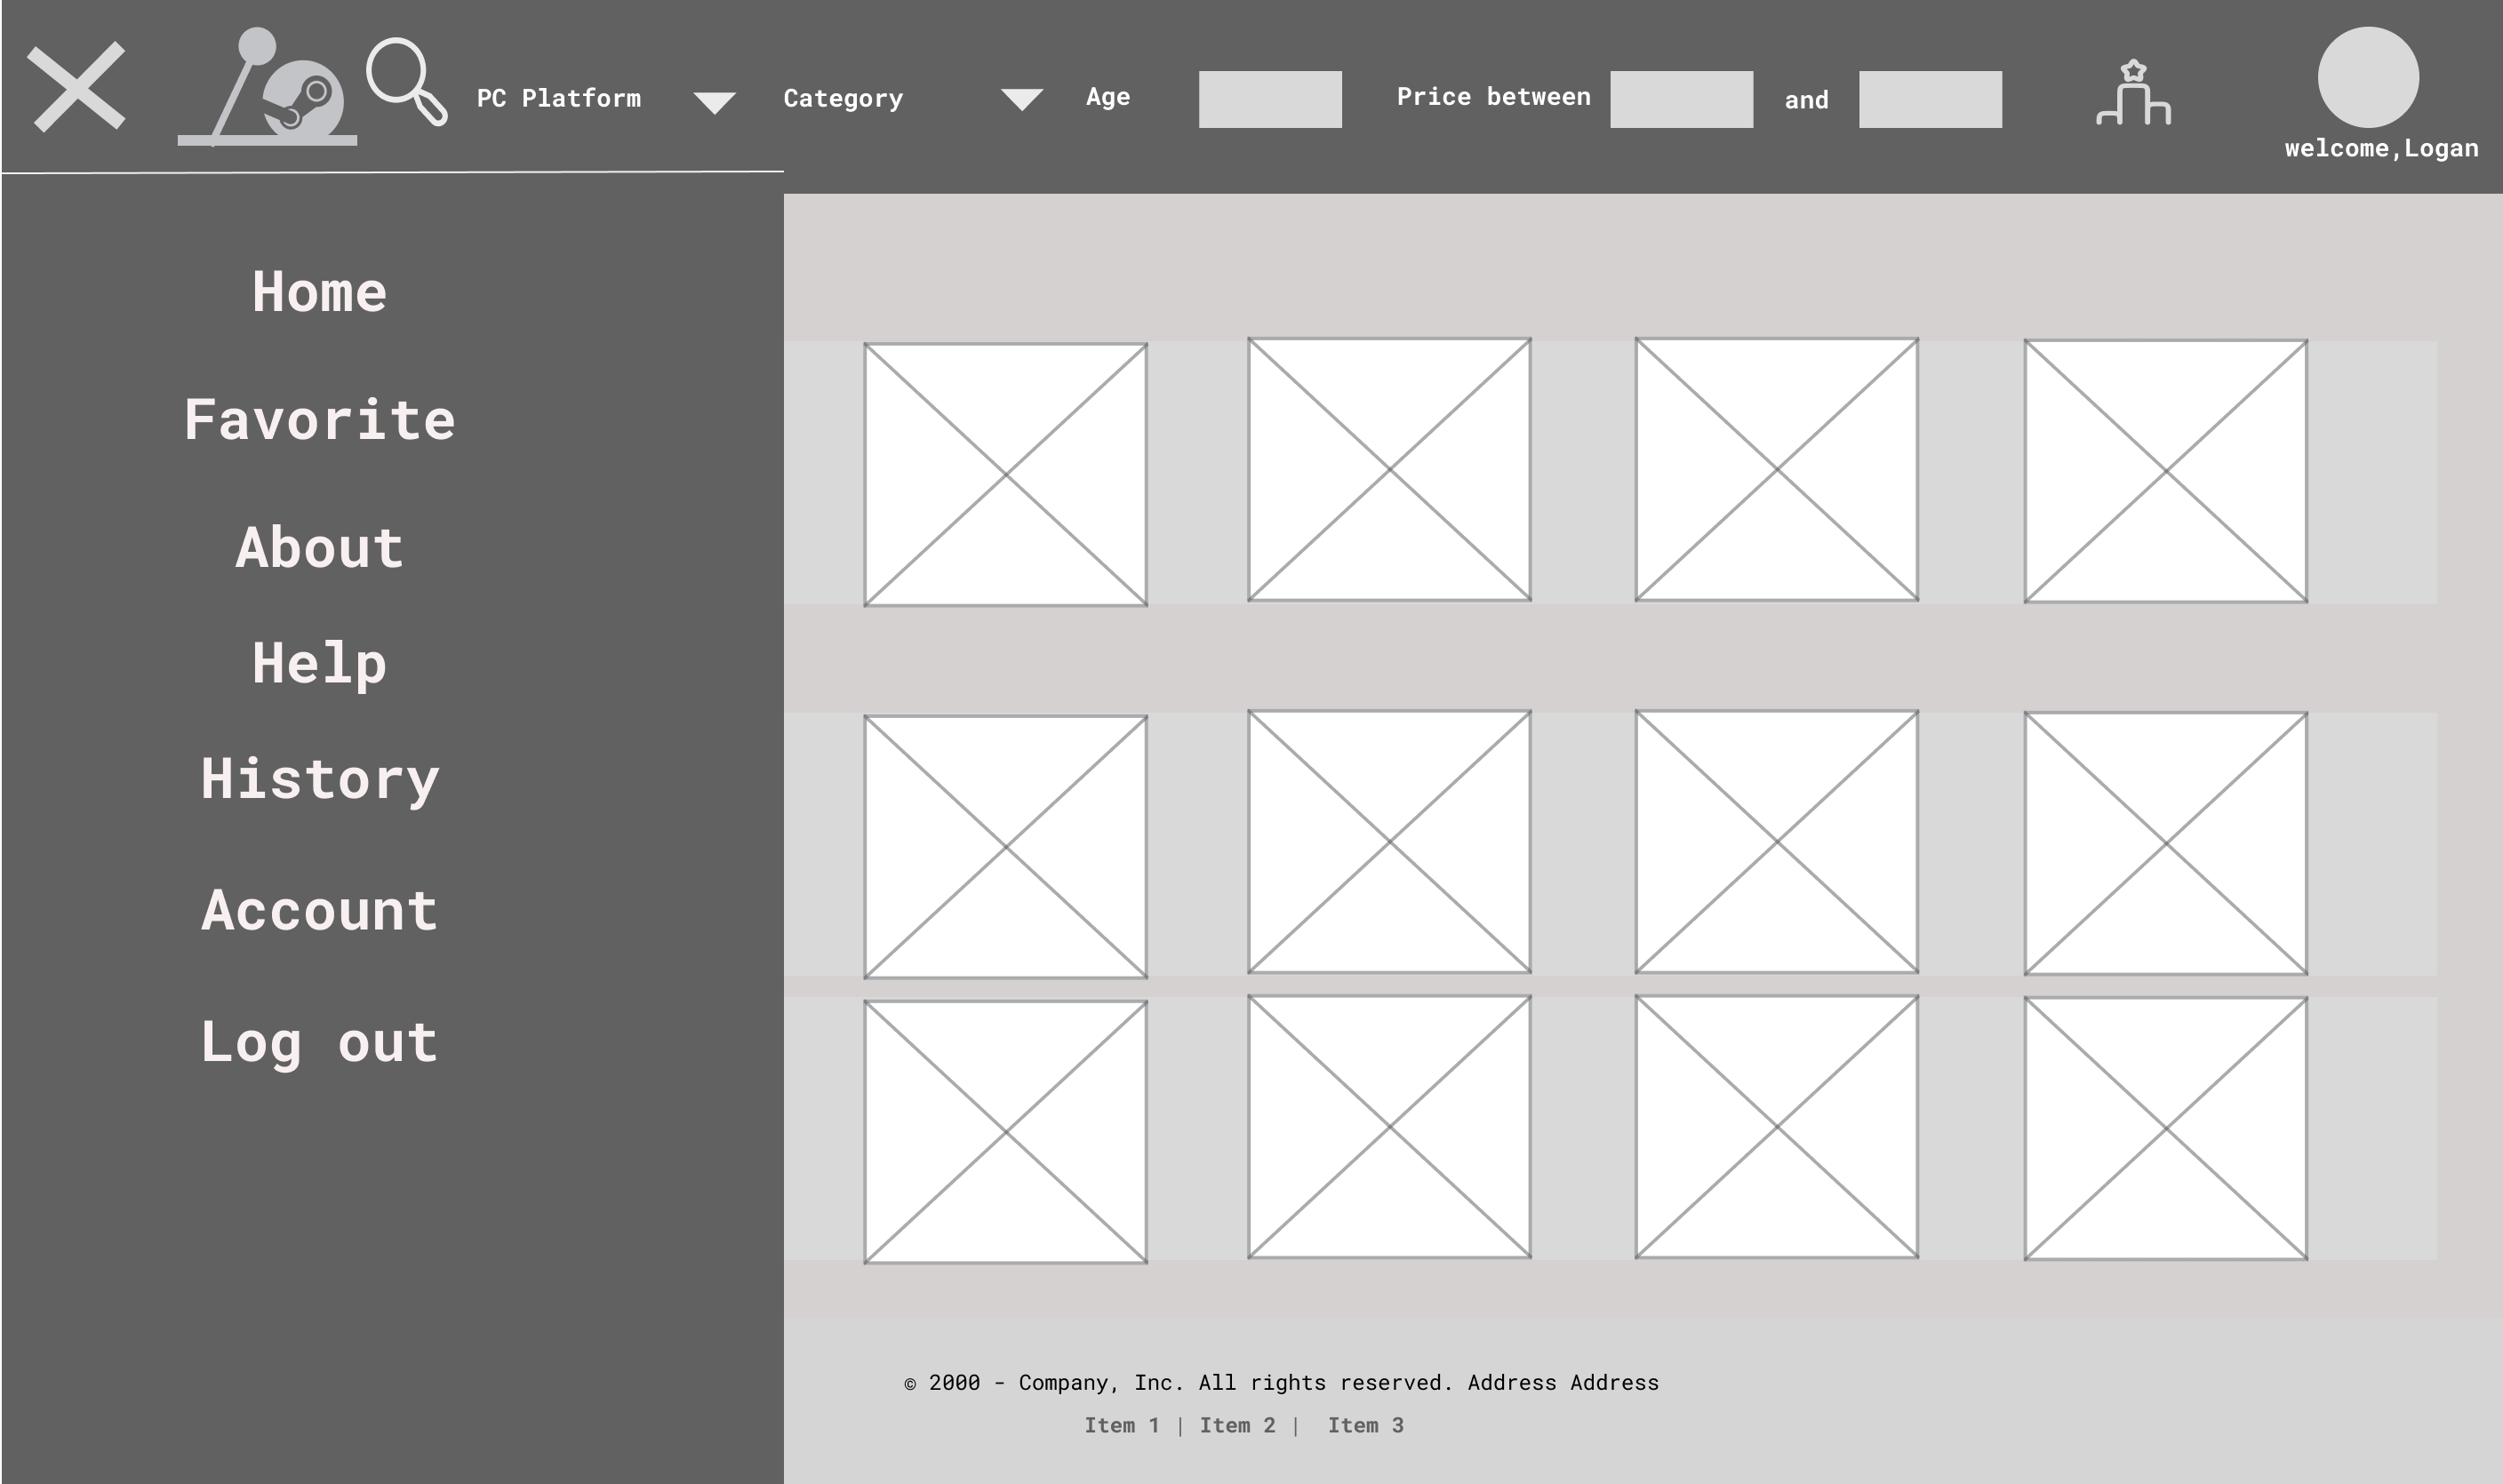 PC Platform
Category
Age
Price between
and
welcome,Logan
Home
Favorite
About
Help
History
Account
Log out
© 2000 - Company, Inc. All rights reserved. Address Address
Item 1 | Item 2 | Item 3